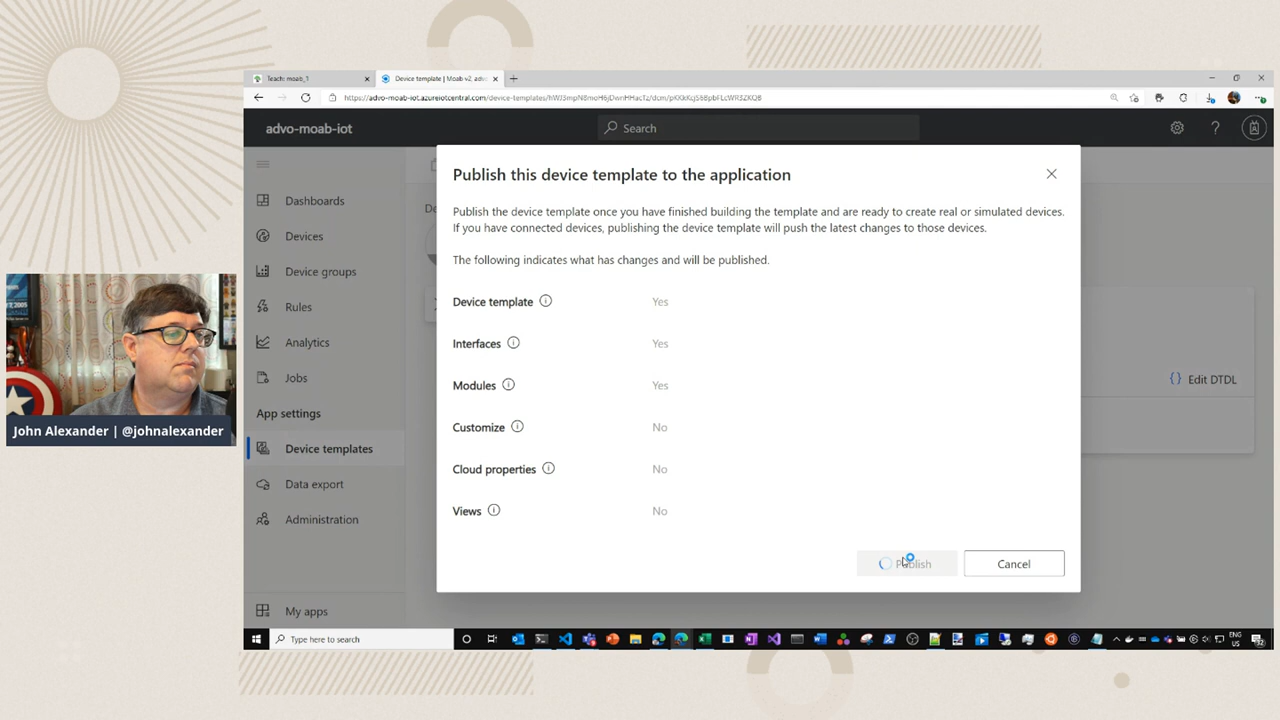 Teach: moab_1
Device template | Moab v2, adv
https://advo-moab-iot.azureiotcentral.com/device-templates/
advo-moab-iot
Search
Dashboards
Devices
Device groups
Rules
Analytics
Jobs
App settings
Device templates
Data export
Administration
My apps
Publish this device template to the application
Publish the device template once you have finished building the template and are ready to create real or simulated devices.
If you have connected devices, publishing the device template will push the latest changes to those devices.
The following indicates what has changes and will be published.
Device template Yes
Interfaces Yes
Modules Yes
Customize No
Cloud properties No
Views No
Publish
Cancel
{} Edit DTDL
John Alexander | @johnalexander
Type here to search
ENG
US